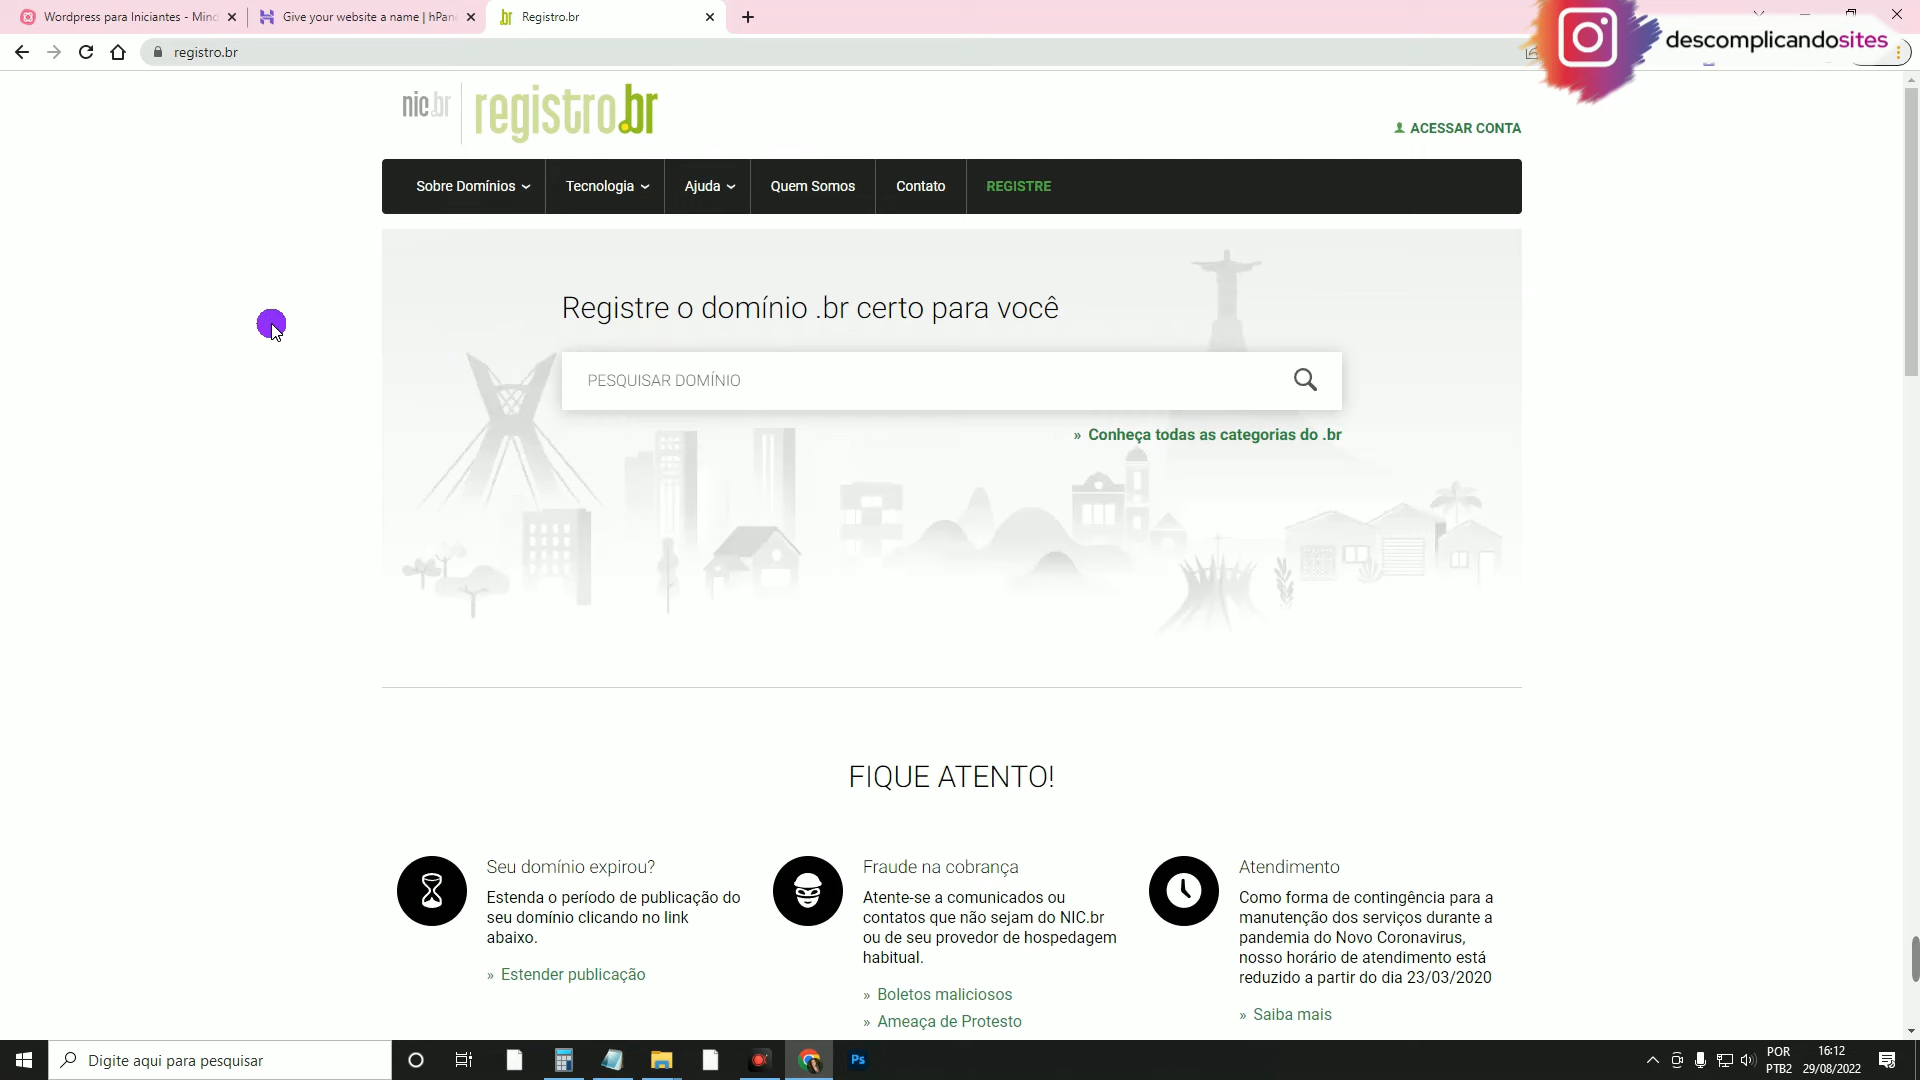 Wordpress para Iniciantes - Mind
Give your website a name | hPan
Registro.br
registro.br
descomplicandosites
nic.br
registro.br
ACESSAR CONTA
Sobre Domínios
Tecnologia
Ajuda
Quem Somos
Contato
REGISTRE
Registre o domínio .br certo para você
PESQUISAR DOMÍNIO
» Conheça todas as categorias do .br
FIQUE ATENTO!
Seu domínio expirou?
Estenda o período de publicação do
seu domínio clicando no link
abaixo.
» Estender publicação
Fraude na cobrança
Atente-se a comunicados ou
contatos que não sejam do NIC.br
ou de seu provedor de hospedagem
habitual.
» Boletos maliciosos
» Ameaça de Protesto
Atendimento
Como forma de contingência para a
manutenção dos serviços durante a
pandemia do Novo Coronavirus,
nosso horário de atendimento está
reduzido a partir do dia 23/03/2020
» Saiba mais
Digite aqui para pesquisar
Ps
POR
PTB2
16:12
29/08/2022